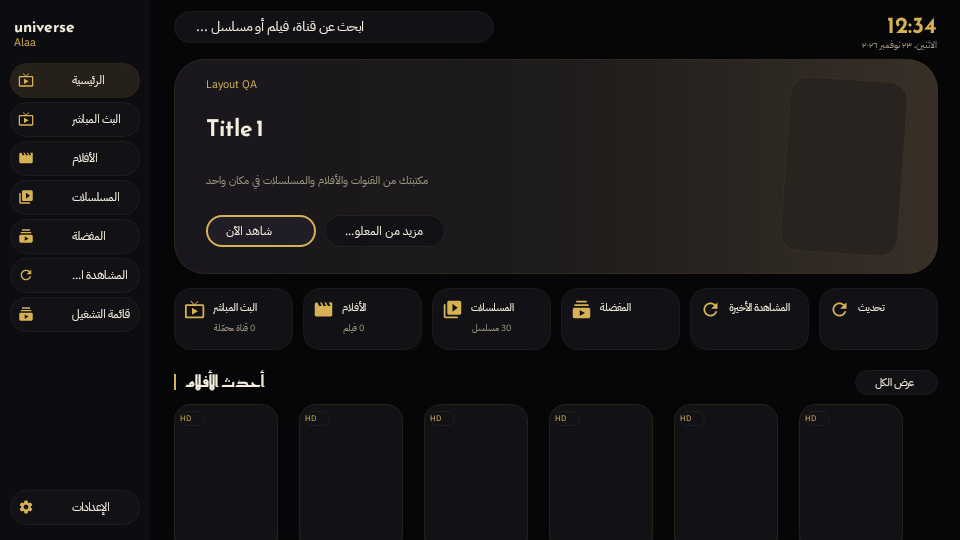 universe
Alaa
الرئيسية
البث المباشر
الأفلام
المسلسلات
المفضلة
المشاهدة ا...
قائمة التشغيل
الإعدادات
ابحث عن قناة، فيلم أو مسلسل ...
12:34
الاثنين، ٢٣ نوفمبر ٢٠٢٦
Layout QA
Title 1
مكتبتك من القنوات والأفلام والمسلسلات في مكان واحد
شاهد الآن
مزيد من المعلو...
البث المباشر
0 قناة محمّلة
الأفلام
0 فيلم
المسلسلات
30 مسلسل
المفضلة
المشاهدة الأخيرة
تحديث
أحدث الأفلام
عرض الكل
HD
HD
HD
HD
HD
HD